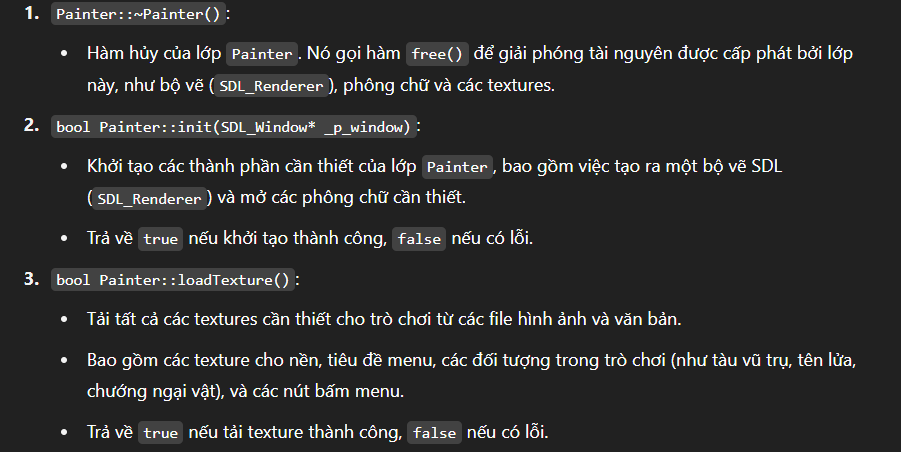 1. Painter::~Painter():
• Hàm hủy của lớp Painter. Nó gọi hàm free() để giải phóng tài nguyên được cấp phát bởi lớp
này, như bộ vẽ (SDL_Renderer), phông chữ và các textures.
2. bool Painter::init(SDL_Window* _p_window):
• Khởi tạo các thành phần cần thiết của lớp Painter, bao gồm việc tạo ra một bộ vẽ SDL
(SDL_Renderer) và mở các phông chữ cần thiết.
• Trả về true nếu khởi tạo thành công, false nếu có lỗi.
3. bool Painter::loadTexture():
• Tải tất cả các textures cần thiết cho trò chơi từ các file hình ảnh và văn bản.
• Bao gồm các texture cho nền, tiêu đề menu, các đối tượng trong trò chơi (như tàu vũ trụ, tên lửa,
chướng ngại vật), và các nút bấm menu.
• Trả về true nếu tải texture thành công, false nếu có lỗi.